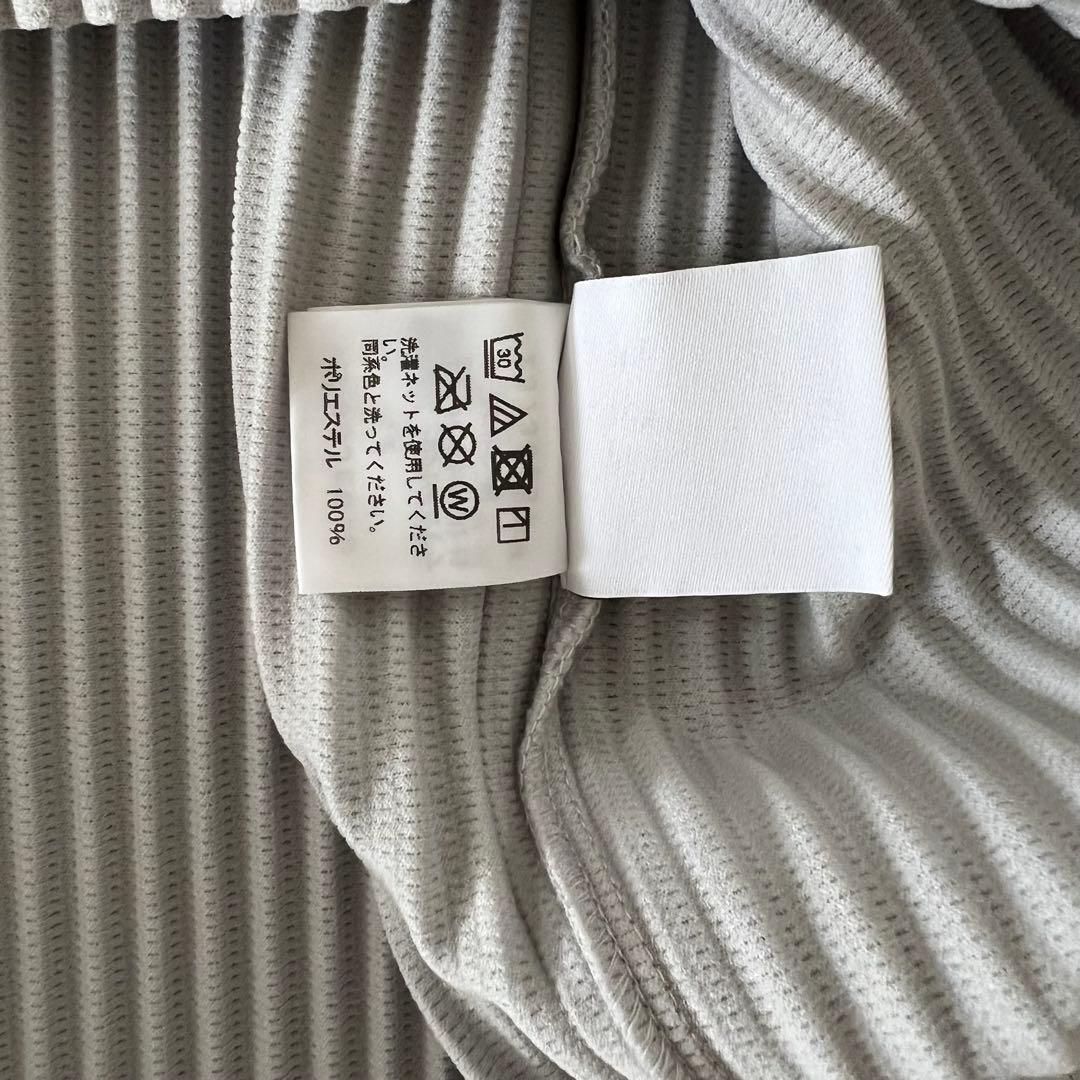 30
W
洗濯ネットを使用してくださ
い。
同系色と洗ってください。
ポリエステル 100%